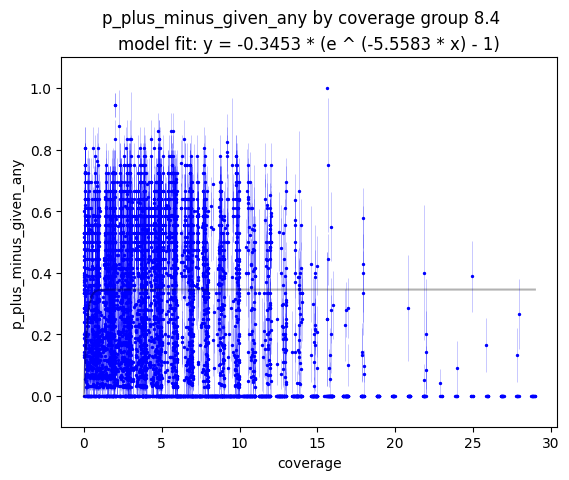 p_plus_minus_given_any by coverage group 8.4
model fit: y = -0.3453 * (e ^ (-5.5583 * x) - 1)
1.0
0.8
0.6
0.4
0.2
0.0
p_plus_minus_given_any
0 5 10 15 20 25 30
coverage